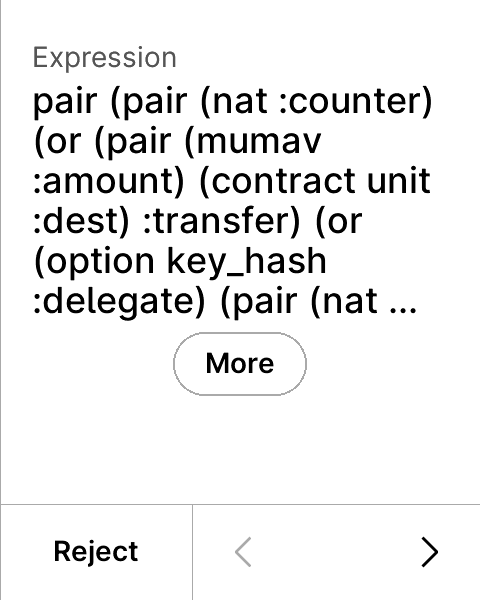 Expression
pair (pair (nat :counter)
(or (pair (mumav
:amount) (contract unit
:dest) :transfer) (or
(option key_hash
:delegate) (pair (nat ...
More
Reject